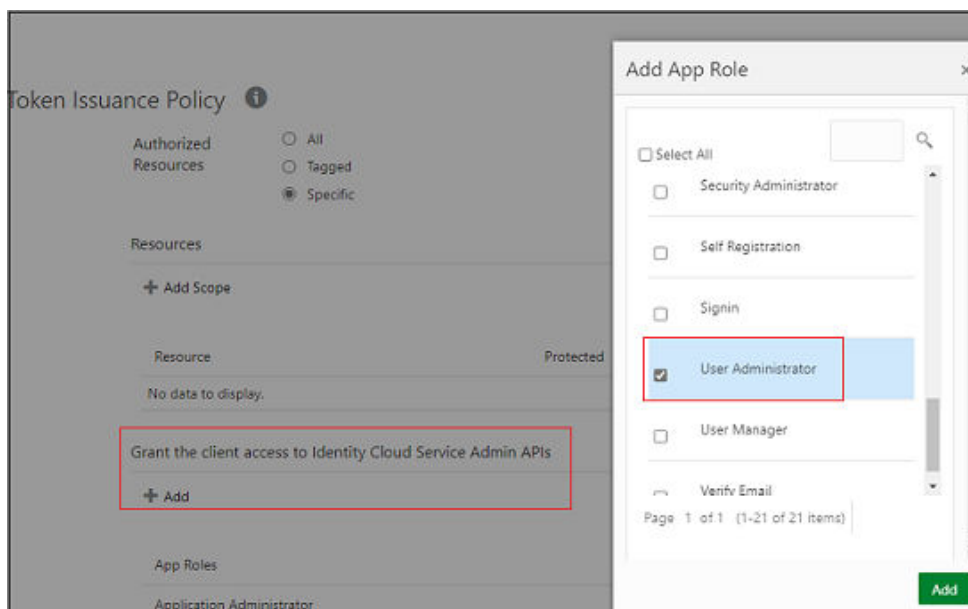 Token Issuance Policy
Authorized
Resources
All
Tagged
Specific
Resources
Add Scope
Resource Protected
No data to display.
Grant the client access to Identity Cloud Service Admin APIs
Add
App Roles
Application Administrator
Add App Role
Select All
Security Administrator
Self Registration
Signin
User Administrator
User Manager
Verify Email
Page 1 of 1 (1-21 of 21 items)
Add